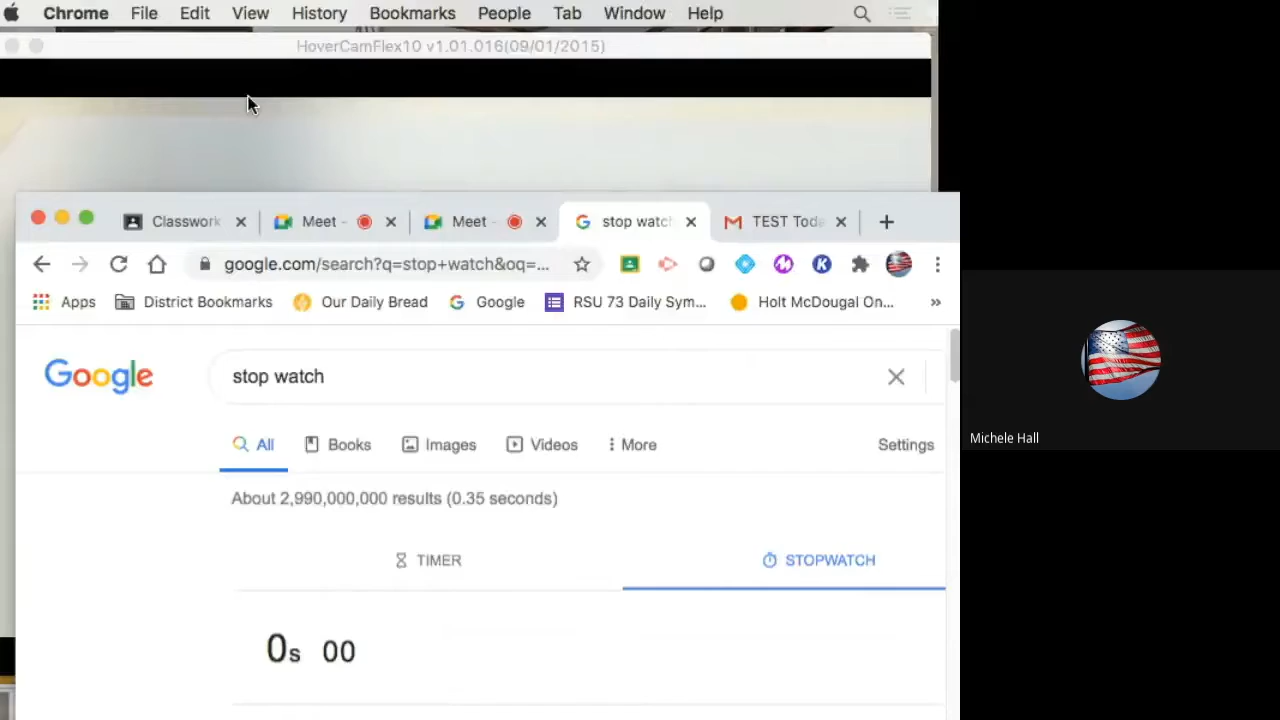 Chrome File Edit View History Bookmarks People Tab Window Help
HoverCamFlex10 v1.01.016(09/01/2015)
Classwork Meet - Meet - stop watch TEST Toda
google.com/search?q=stop+watch&oq=...
Apps District Bookmarks Our Daily Bread Google RSU 73 Daily Sym... Holt McDougal On... »
Google stop watch
All Books Images Videos More Settings
About 2,990,000,000 results (0.35 seconds)
TIMER STOPWATCH
0s 00
Michele Hall